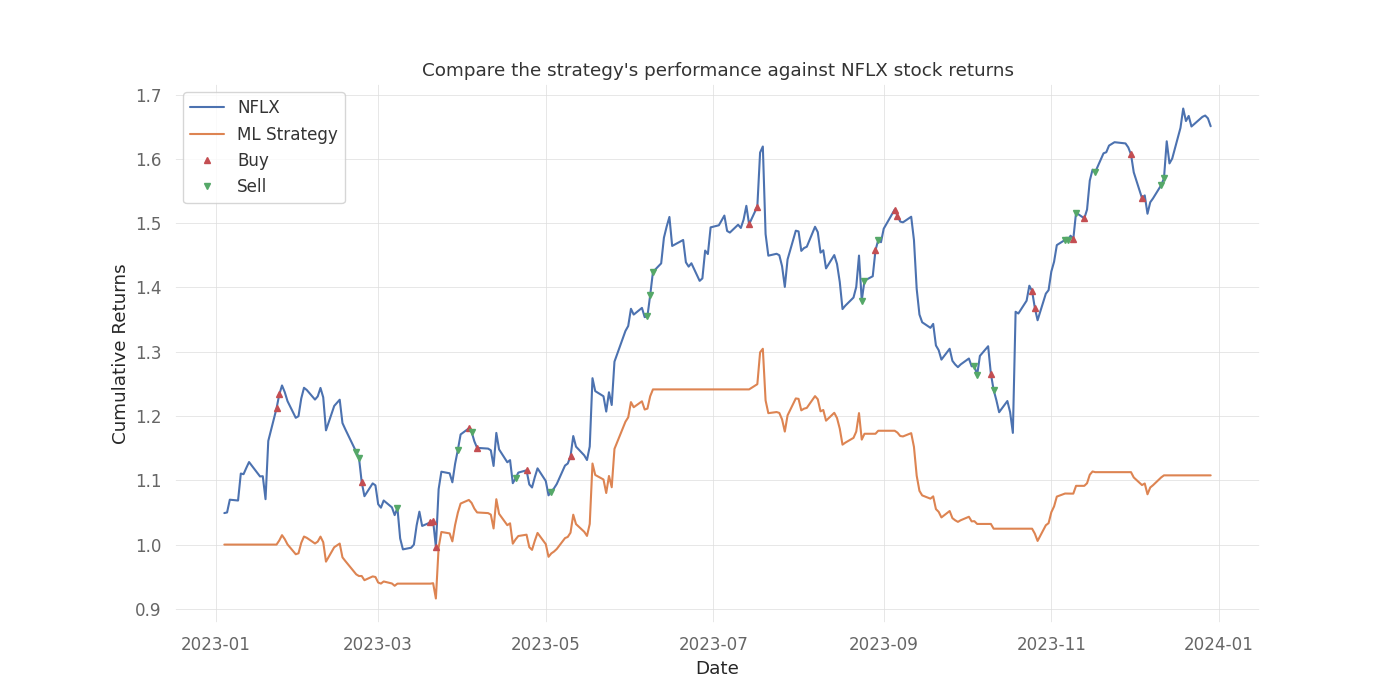 Compare the strategy's performance against NFLX stock returns
NFLX
ML Strategy
Buy
Sell
Cumulative Returns
1.7
1.6
1.5
1.4
1.3
1.2
1.1
1.0
0.9
2023-01
2023-03
2023-05
2023-07
2023-09
2023-11
2024-01
Date